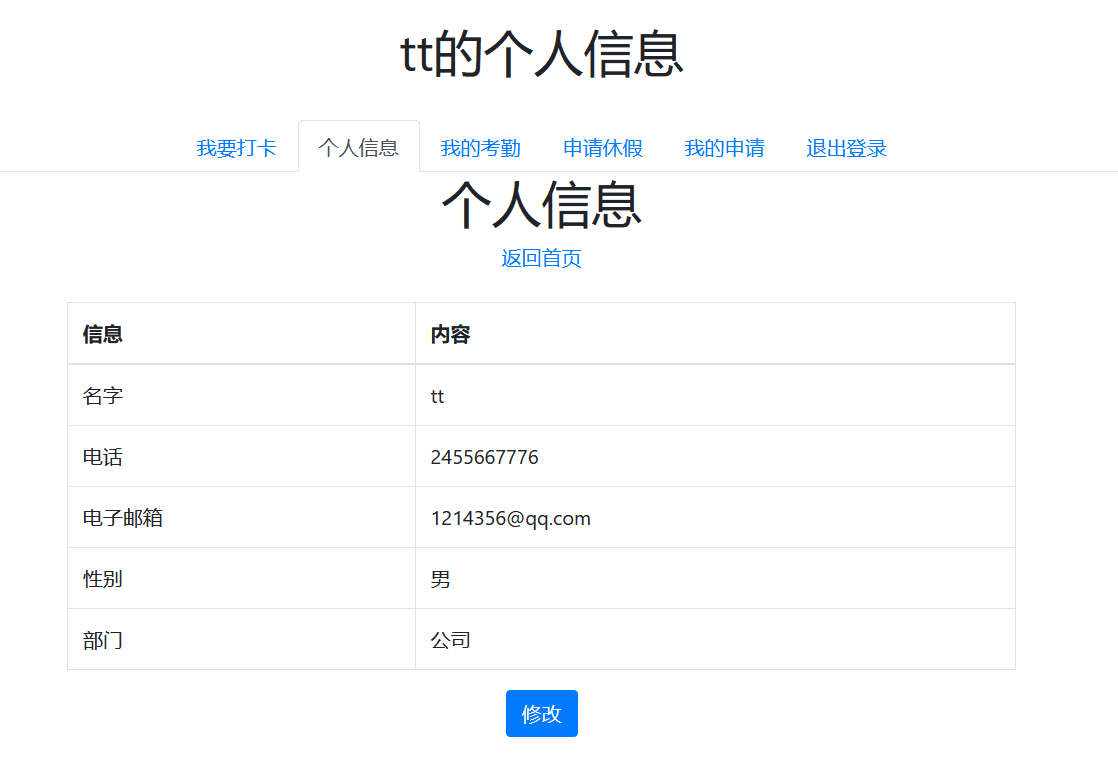 tt的个人信息
我要打卡 个人信息 我的考勤 申请休假 我的申请 退出登录
个人信息
返回首页
信息 内容
名字 tt
电话 2455667776
电子邮箱 1214356@qq.com
性别 男
部门 公司
修改